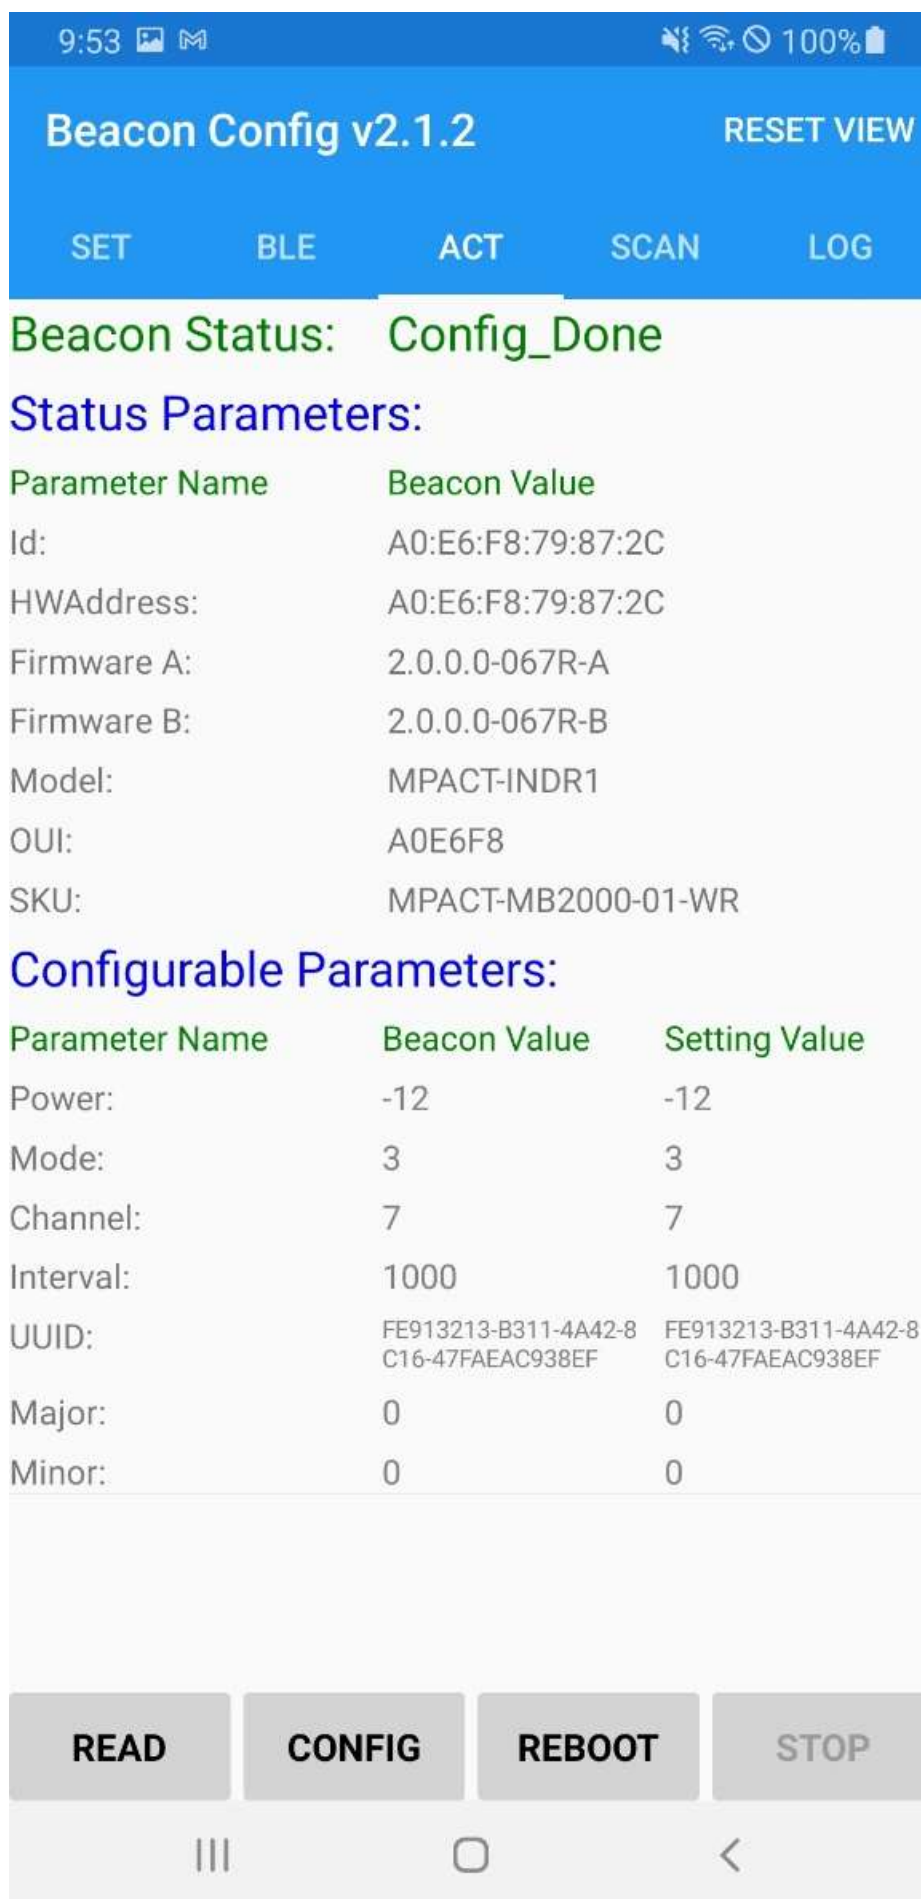 9:53 100%
Beacon Config v2.1.2 RESET VIEW
SET BLE ACT SCAN LOG
Beacon Status: Config_Done
Status Parameters:
Parameter Name Beacon Value
Id: A0:E6:F8:79:87:2C
HWAddress: A0:E6:F8:79:87:2C
Firmware A: 2.0.0.0-067R-A
Firmware B: 2.0.0.0-067R-B
Model: MPACT-INDR1
OUI: A0E6F8
SKU: MPACT-MB2000-01-WR
Configurable Parameters:
Parameter Name Beacon Value Setting Value
Power: -12 -12
Mode: 3 3
Channel: 7 7
Interval: 1000 1000
UUID: FE913213-B311-4A42-8 FE913213-B311-4A42-8
C16-47FAEAC938EF C16-47FAEAC938EF
Major: 0 0
Minor: 0 0
READ CONFIG REBOOT STOP